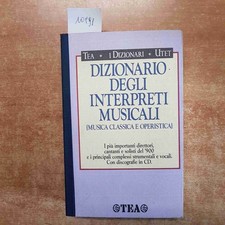 10191
TEA • I DIZIONARI • UTET
DIZIONARIO
DEGLI
INTERPRETI
MUSICALI
(MUSICA CLASSICA E OPERISTICA)
I più importanti direttori,
cantanti e solisti del '900
e i principali complessi strumentali e vocali.
Con discografie in CD.
TEA